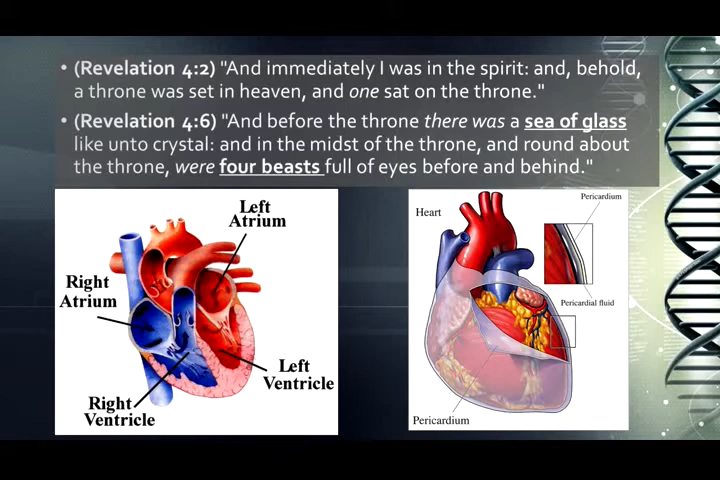 • (Revelation 4:2) "And immediately I was in the spirit: and, behold,
a throne was set in heaven, and one sat on the throne."
• (Revelation 4:6) "And before the throne there was a sea of glass
like unto crystal: and in the midst of the throne, and round about
the throne, were four beasts full of eyes before and behind."
Left
Atrium
Right
Atrium
Left
Ventricle
Right
Ventricle
Heart
Pericardium
Pericardial fluid
Pericardium